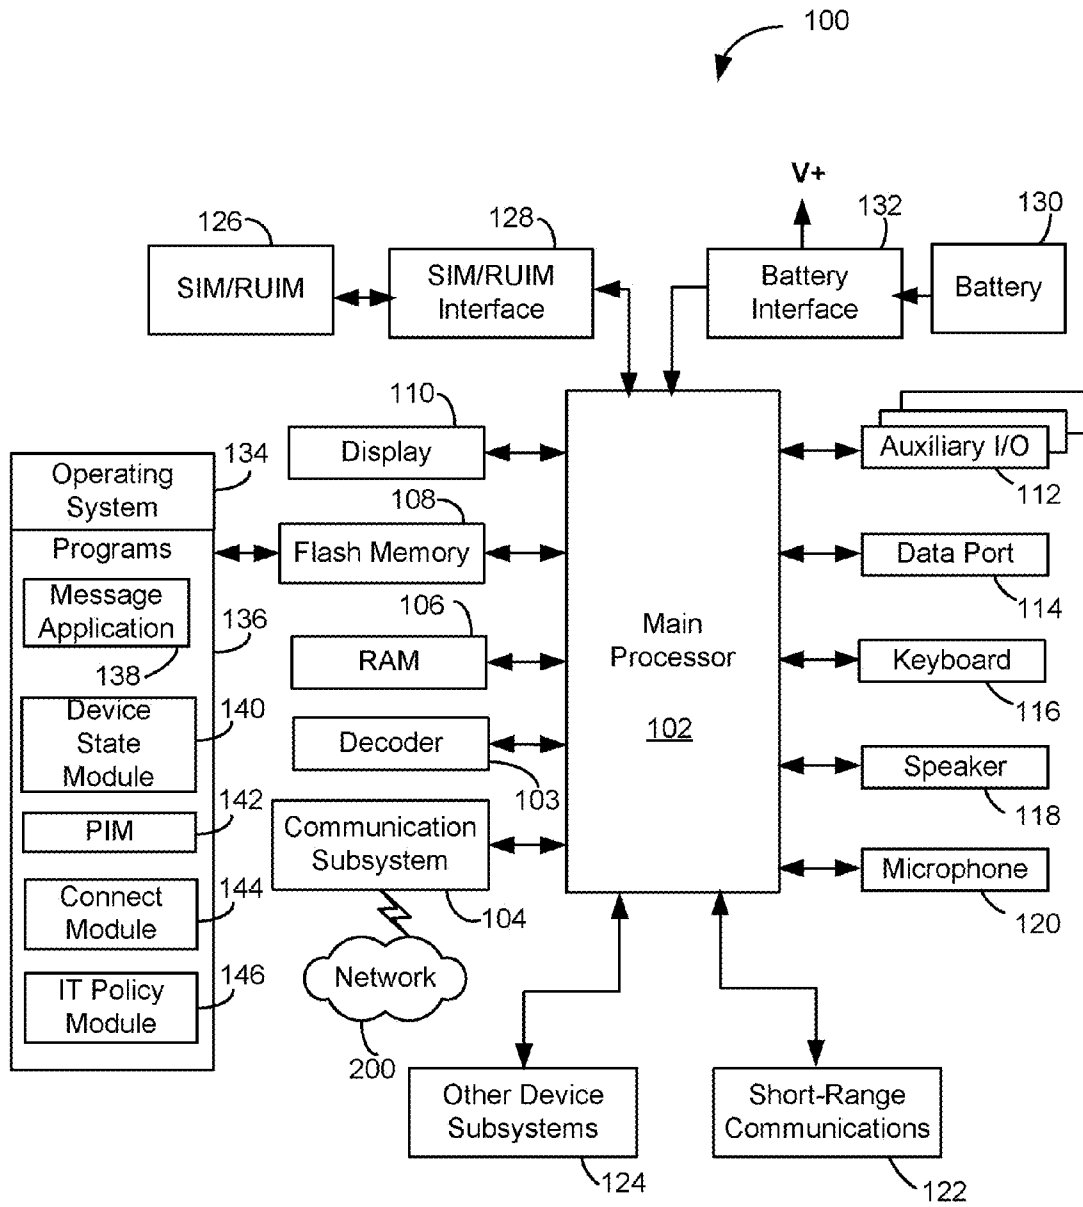 100
V+
126
128
132
130
SIM/RUIM
SIM/RUIM
Interface
Battery
Interface
Battery
110
Display
Auxiliary I/O
112
Operating
System
134
108
Programs
Flash Memory
Data Port
114
Message
Application
138
136
106
RAM
Main
Processor
102
Keyboard
116
Device
State
Module
140
Decoder
103
Speaker
118
PIM
142
Communication
Subsystem
104
Microphone
120
Connect
Module
144
Network
200
IT Policy
Module
146
Other Device
Subsystems
124
Short-Range
Communications
122